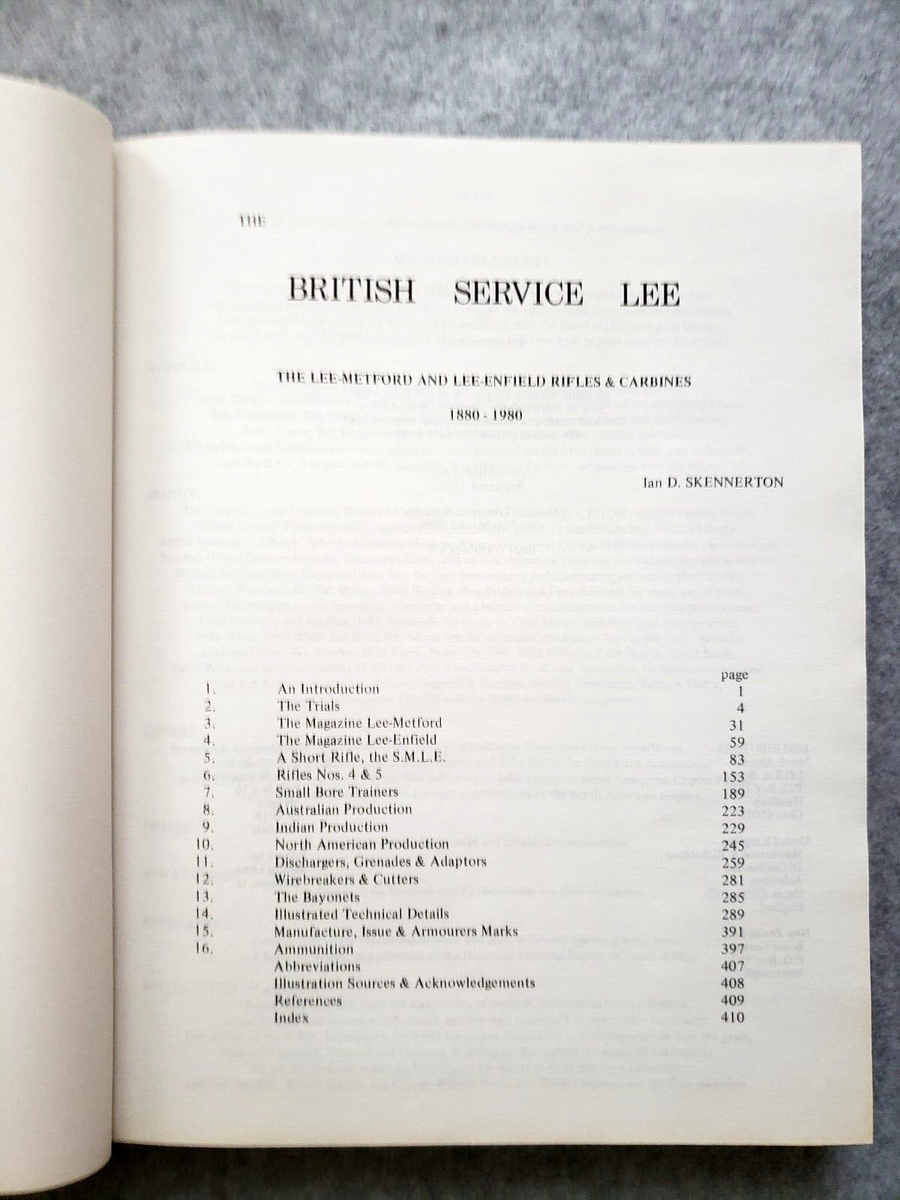 THE
BRITISH SERVICE LEE
THE LEE-METFORD AND LEE-ENFIELD RIFLES & CARBINES
1880 - 1980
Ian D. SKENNERTON
page
1. An Introduction 1
2. The Trials 4
3. The Magazine Lee-Metford 31
4. The Magazine Lee-Enfield 59
5. A Short Rifle, the S.M.L.E. 83
6. Rifles Nos. 4 & 5 153
7. Small Bore Trainers 189
8. Australian Production 223
9. Indian Production 229
10. North American Production 245
11. Dischargers, Grenades & Adaptors 259
12. Wirebreakers & Cutters 281
13. The Bayonets 285
14. Illustrated Technical Details 289
15. Manufacture, Issue & Armourers Marks 391
16. Ammunition 397
Abbreviations 407
Illustration Sources & Acknowledgements 408
References 409
Index 410